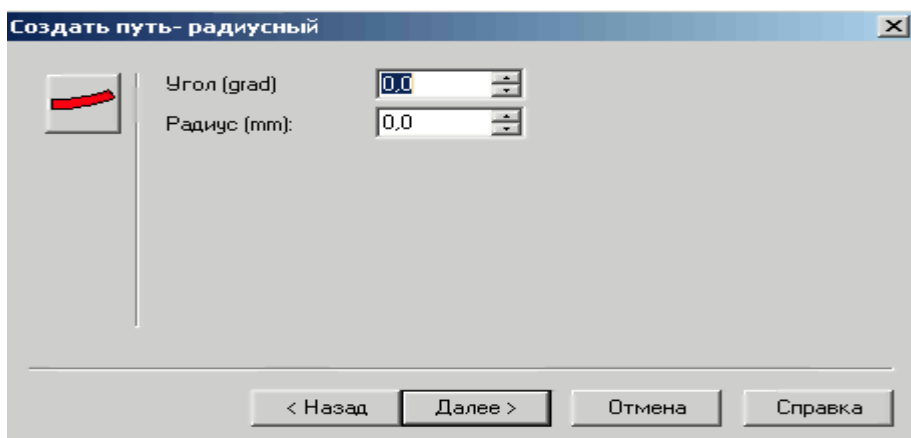 Создать путь- радиусный
Угол (grad) 0,0
Радиус (mm): 0,0
< Назад Далее > Отмена Справка